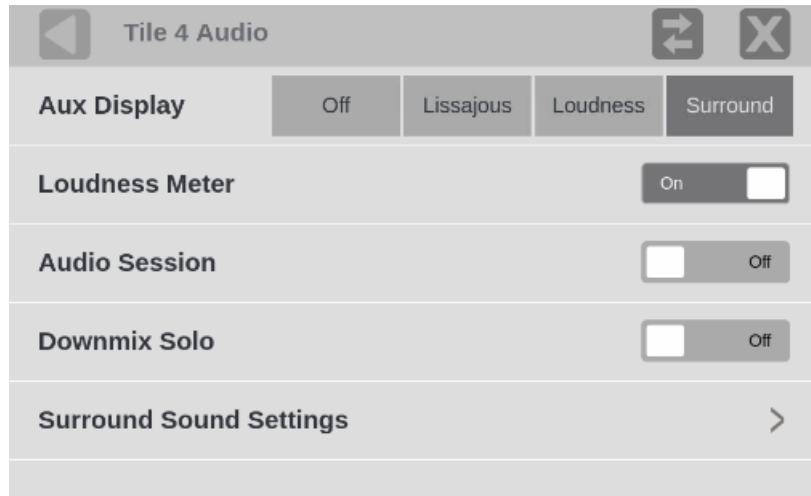 Tile 4 Audio
Aux Display Off Lissajous Loudness Surround
Loudness Meter On
Audio Session Off
Downmix Solo Off
Surround Sound Settings